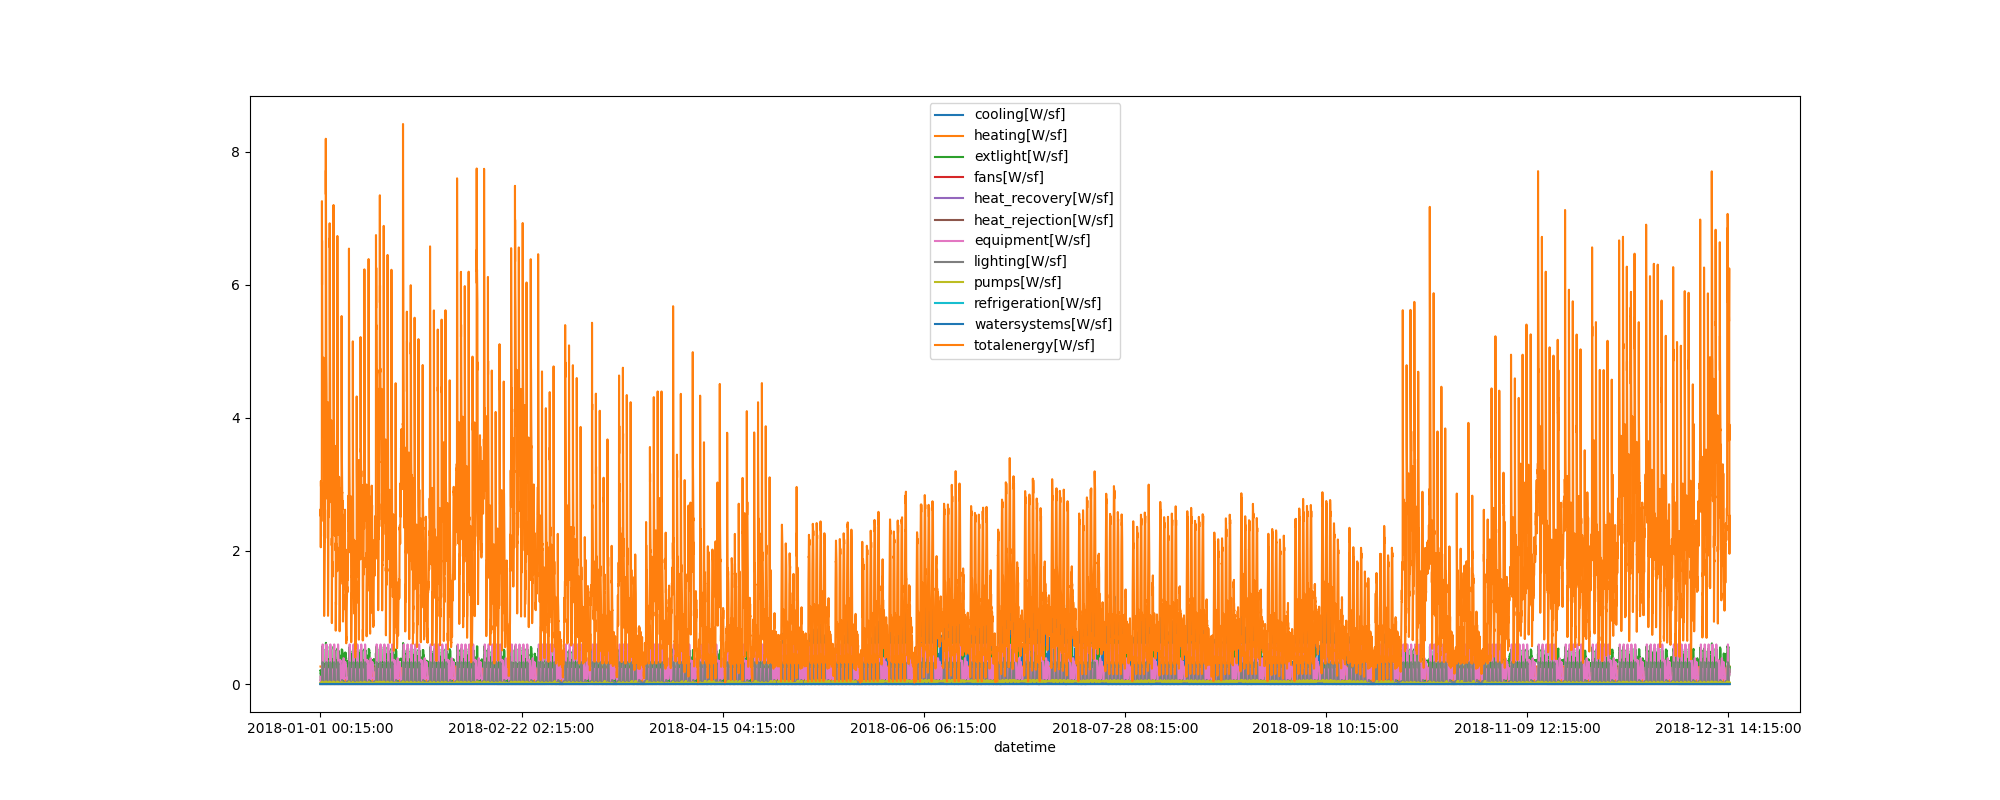 cooling[W/sf]
heating[W/sf]
extlight[W/sf]
fans[W/sf]
heat_recovery[W/sf]
heat_rejection[W/sf]
equipment[W/sf]
lighting[W/sf]
pumps[W/sf]
refrigeration[W/sf]
watersystems[W/sf]
totalenergy[W/sf]
8
6
4
2
0
2018-01-01 00:15:00 2018-02-22 02:15:00 2018-04-15 04:15:00 2018-06-06 06:15:00 2018-07-28 08:15:00 2018-09-18 10:15:00 2018-11-09 12:15:00 2018-12-31 14:15:00
datetime